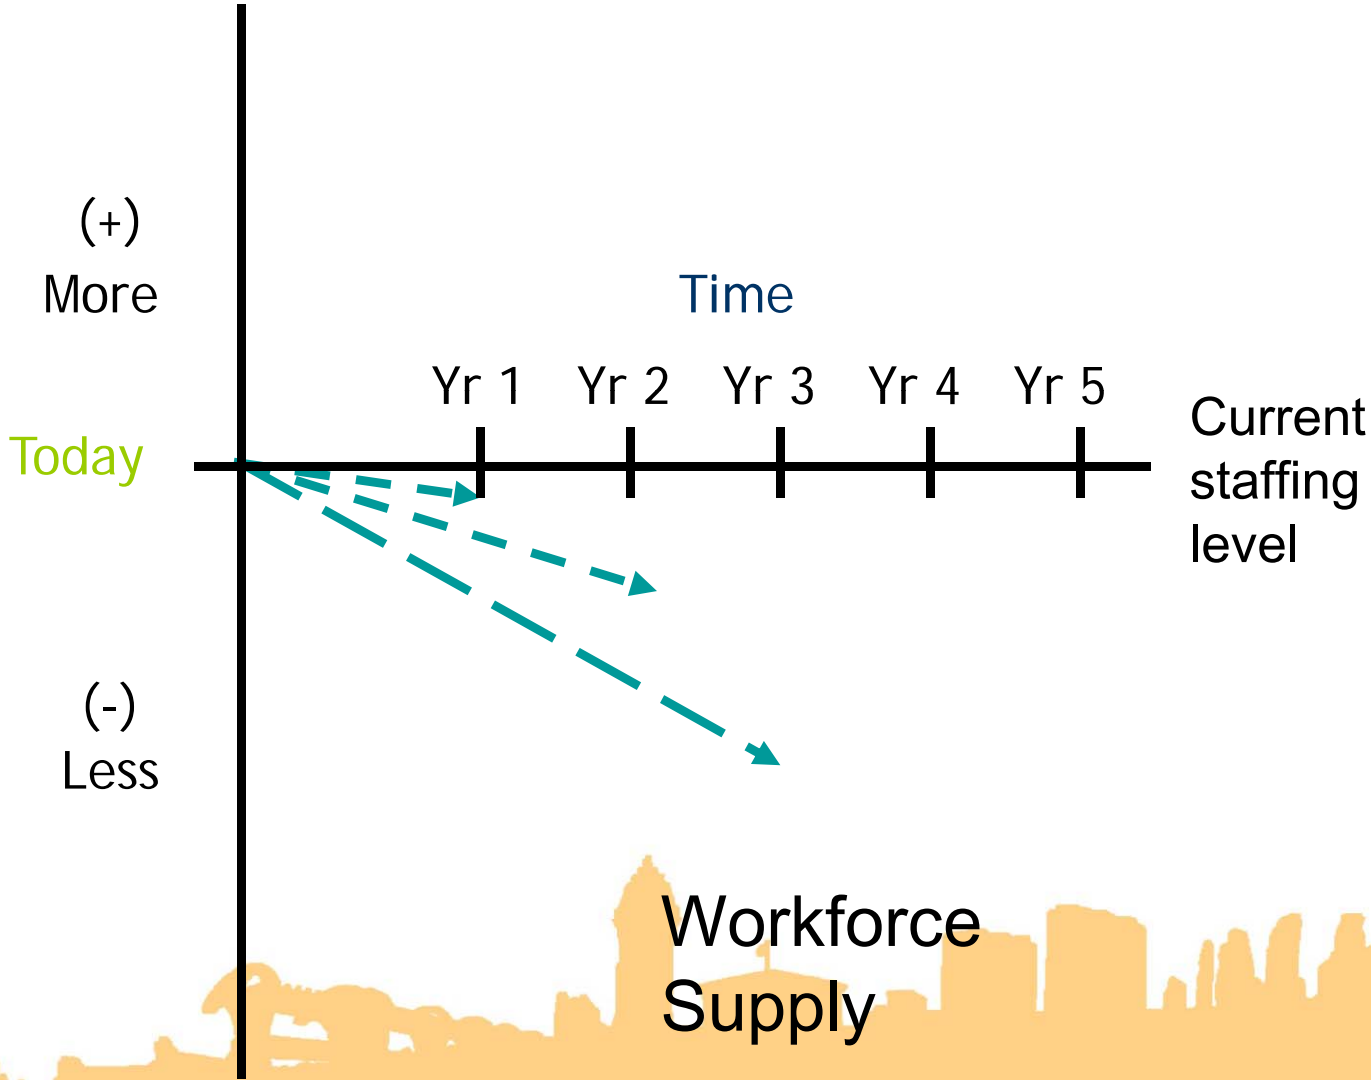 (+)
More
Time
Yr 1 Yr 2 Yr 3 Yr 4 Yr 5
Today
Current
staffing
level
(-)
Less
Workforce
Supply